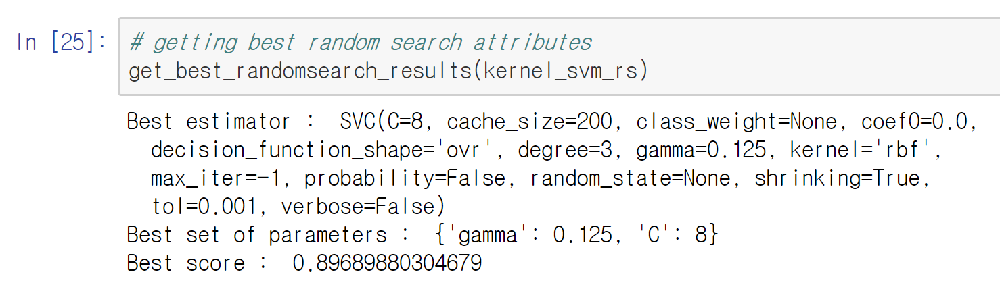 In [25]:
# getting best random search attributes
get_best_randomsearch_results(kernel_svm_rs)
Best estimator :  SVC(C=8, cache_size=200, class_weight=None, coef0=0.0,
  decision_function_shape='ovr', degree=3, gamma=0.125, kernel='rbf',
  max_iter=-1, probability=False, random_state=None, shrinking=True,
  tol=0.001, verbose=False)
Best set of parameters :  {'gamma': 0.125, 'C': 8}
Best score :  0.89689880304679